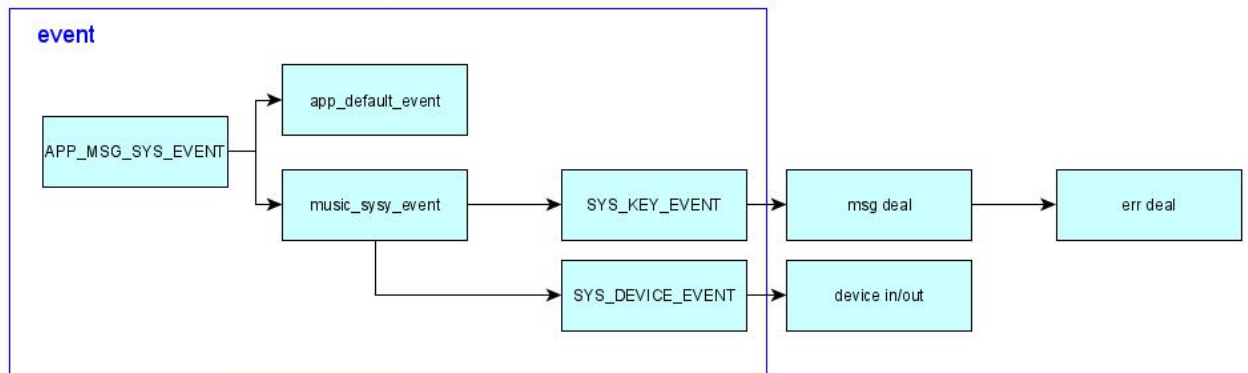 event
app_default_event
APP_MSG_SYS_EVENT
music_sysy_event
SYS_KEY_EVENT
msg deal
err deal
SYS_DEVICE_EVENT
device in/out